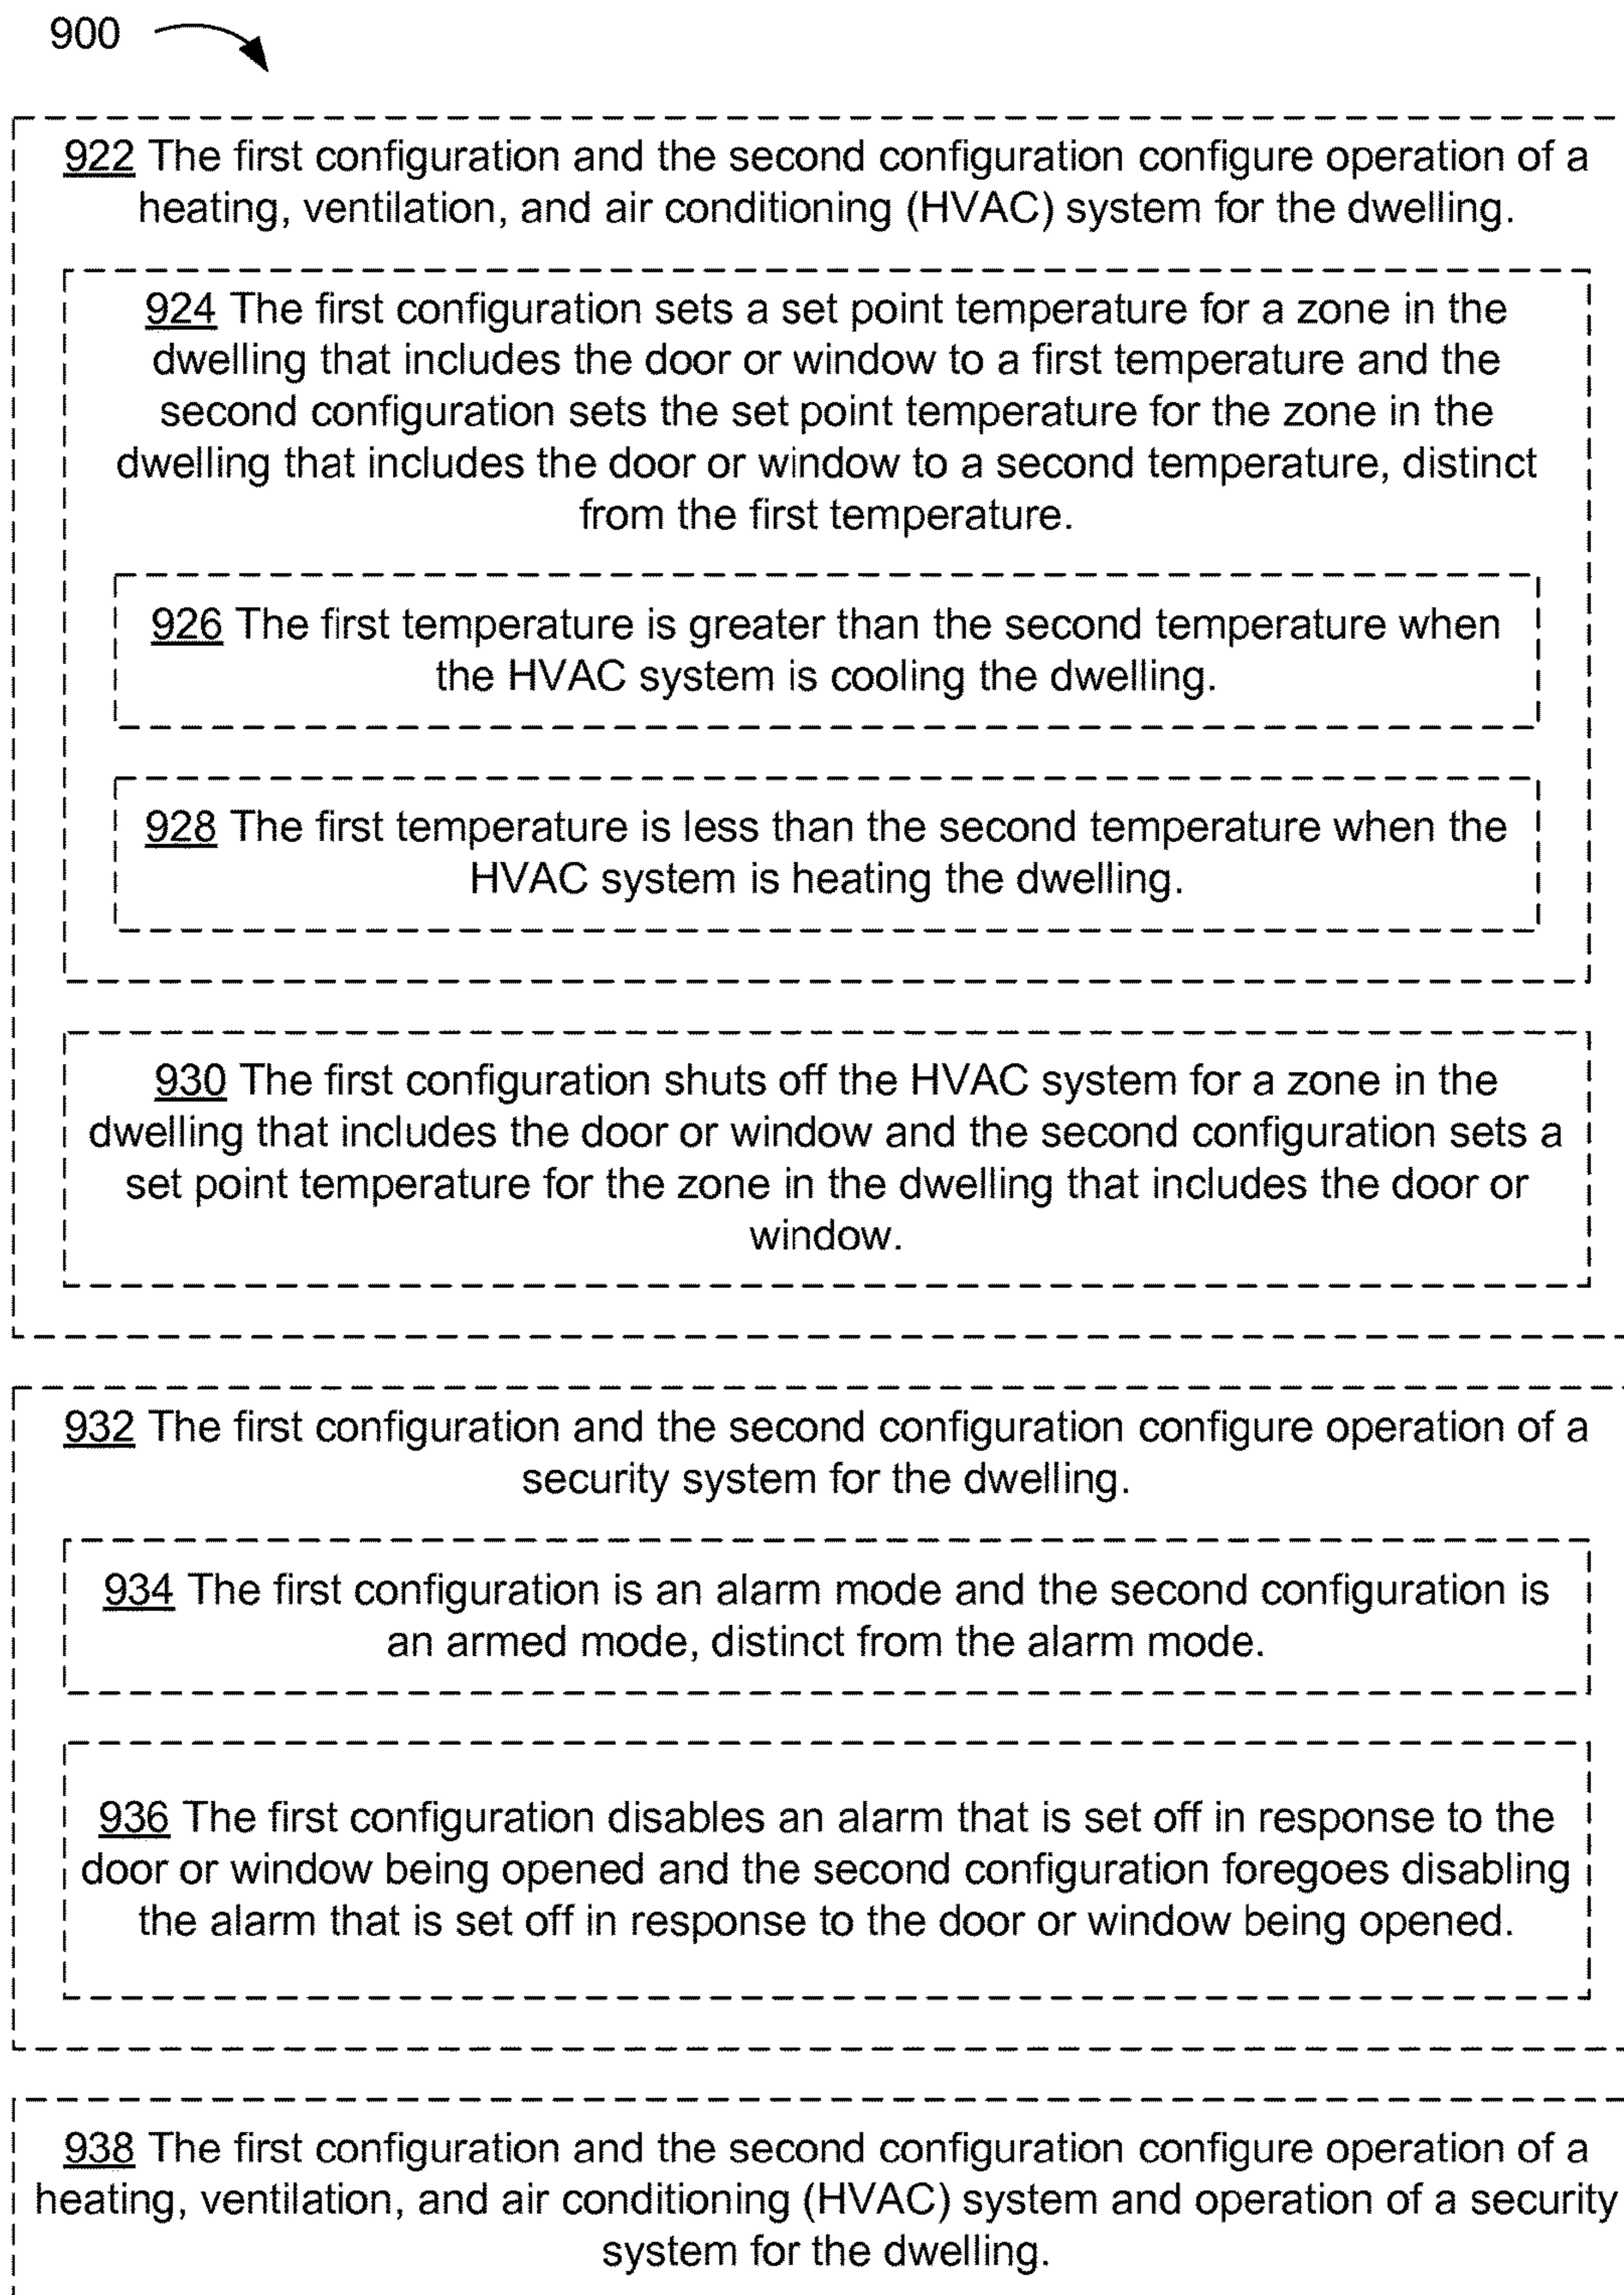 900
922 The first configuration and the second configuration configure operation of a
heating, ventilation, and air conditioning (HVAC) system for the dwelling.
924 The first configuration sets a set point temperature for a zone in the
dwelling that includes the door or window to a first temperature and the
second configuration sets the set point temperature for the zone in the
dwelling that includes the door or window to a second temperature, distinct
from the first temperature.
926 The first temperature is greater than the second temperature when
the HVAC system is cooling the dwelling.
928 The first temperature is less than the second temperature when the
HVAC system is heating the dwelling.
930 The first configuration shuts off the HVAC system for a zone in the
dwelling that includes the door or window and the second configuration sets a
set point temperature for the zone in the dwelling that includes the door or
window.
932 The first configuration and the second configuration configure operation of a
security system for the dwelling.
934 The first configuration is an alarm mode and the second configuration is
an armed mode, distinct from the alarm mode.
936 The first configuration disables an alarm that is set off in response to the
door or window being opened and the second configuration foregoes disabling
the alarm that is set off in response to the door or window being opened.
938 The first configuration and the second configuration configure operation of a
heating, ventilation, and air conditioning (HVAC) system and operation of a security
system for the dwelling.